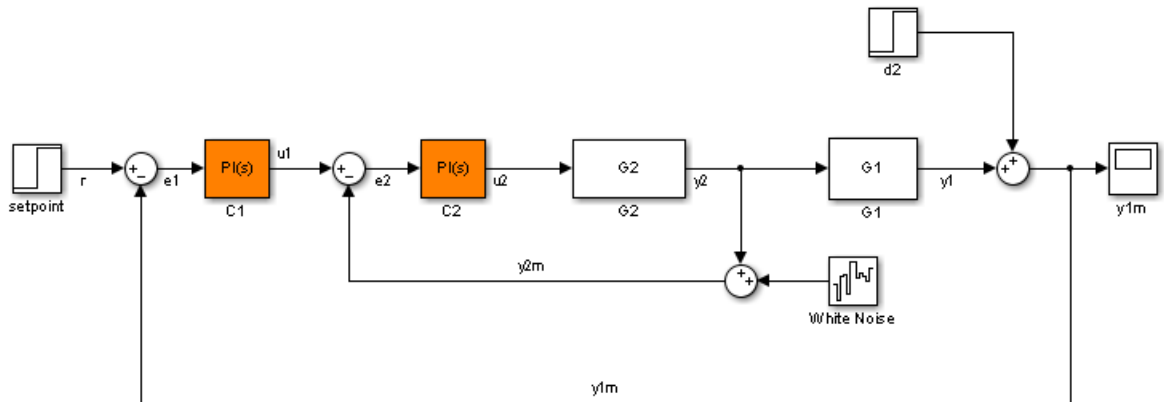 d2
setpoint
r
e1
PI(s)
C1
u1
e2
PI(s)
C2
u2
G2
G2
y2
G1
G1
y1
y1m
y2m
White Noise
y1m